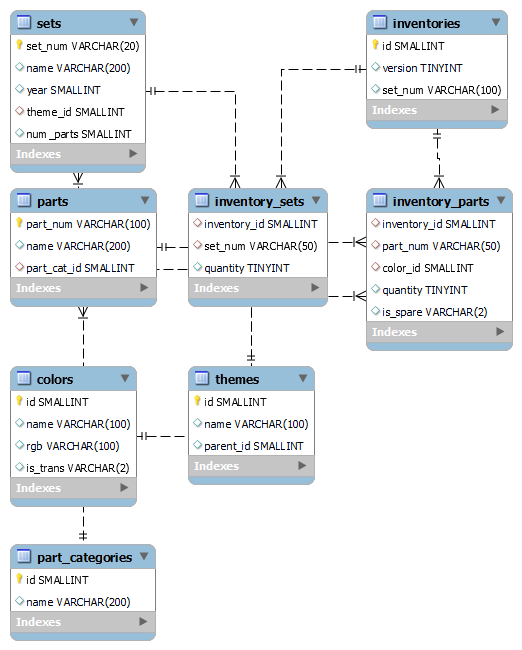 sets
set_num VARCHAR(20)
name VARCHAR(200)
year SMALLINT
theme_id SMALLINT
num_parts SMALLINT
Indexes
inventories
id SMALLINT
version TINYINT
set_num VARCHAR(100)
Indexes
parts
part_num VARCHAR(100)
name VARCHAR(200)
part_cat_id SMALLINT
Indexes
inventory_sets
inventory_id SMALLINT
set_num VARCHAR(50)
quantity TINYINT
Indexes
inventory_parts
inventory_id SMALLINT
part_num VARCHAR(50)
color_id SMALLINT
quantity TINYINT
is_spare VARCHAR(2)
Indexes
colors
id SMALLINT
name VARCHAR(100)
rgb VARCHAR(100)
is_trans VARCHAR(2)
Indexes
themes
id SMALLINT
name VARCHAR(100)
parent_id SMALLINT
Indexes
part_categories
id SMALLINT
name VARCHAR(200)
Indexes